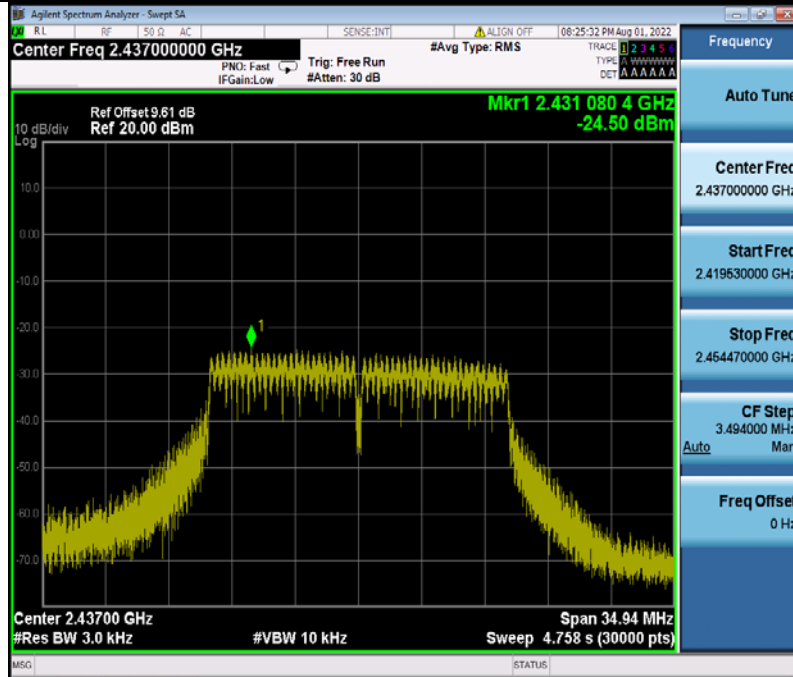 Agilent Spectrum Analyzer - Swept SA
RL RF 50 Ω AC SENSE:INT ALIGN OFF 08:25:32 PM Aug 01, 2022
Center Freq 2.437000000 GHz
PNO: Fast
IFGain:Low
Trig: Free Run
#Atten: 30 dB
#Avg Type: RMS
TRACE 1 2 3 4 5 6
TYPE A WWWWW
DET A A A A A A
Ref Offset 9.61 dB
Ref 20.00 dBm
10 dB/div
Log
Mkr1 2.431 080 4 GHz
-24.50 dBm
10.0
0.00
-10.0
-20.0
-30.0
-40.0
-50.0
-60.0
-70.0
1
Center 2.43700 GHz
Span 34.94 MHz
#Res BW 3.0 kHz
#VBW 10 kHz
Sweep 4.758 s (30000 pts)
MSG
STATUS
Frequency
Auto Tune
Center Freq
2.437000000 GHz
Start Freq
2.419530000 GHz
Stop Freq
2.454470000 GHz
CF Step
3.494000 MHz
Auto Man
Freq Offset
0 Hz